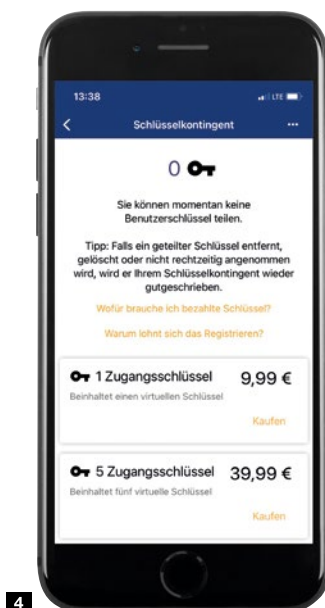 13:38
LTE
Schlüsselkontingent
0
Sie können momentan keine
Benutzerschlüssel teilen.
Tipp: Falls ein geteilter Schlüssel entfernt,
gelöscht oder nicht rechtzeitig angenommen
wird, wird er Ihrem Schlüsselkontingent wieder
gutgeschrieben.
Wofür brauche ich bezahlte Schlüssel?
Warum lohnt sich das Registrieren?
1 Zugangsschlüssel 9,99 €
Beinhaltet einen virtuellen Schlüssel
Kaufen
5 Zugangsschlüssel 39,99 €
Beinhaltet fünf virtuelle Schlüssel
Kaufen
4